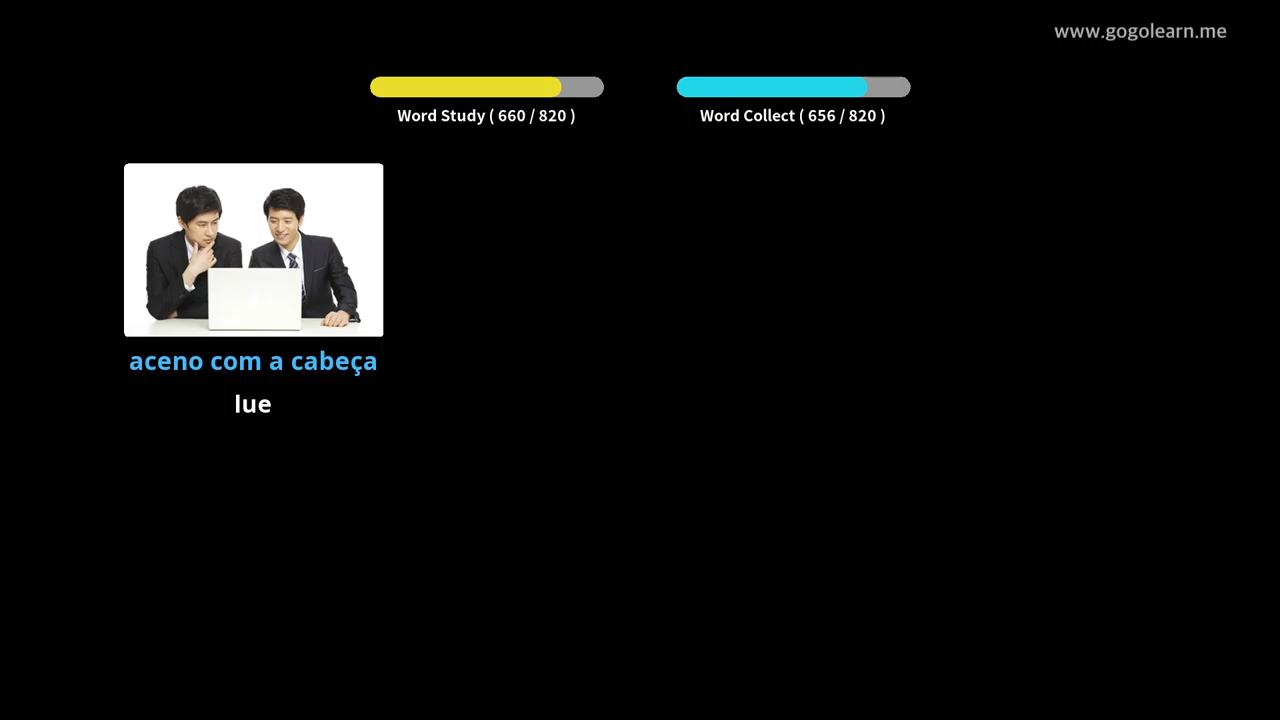 www.gogolearn.me
Word Study ( 660 / 820 )
Word Collect ( 656 / 820 )
aceno com a cabeça
lue